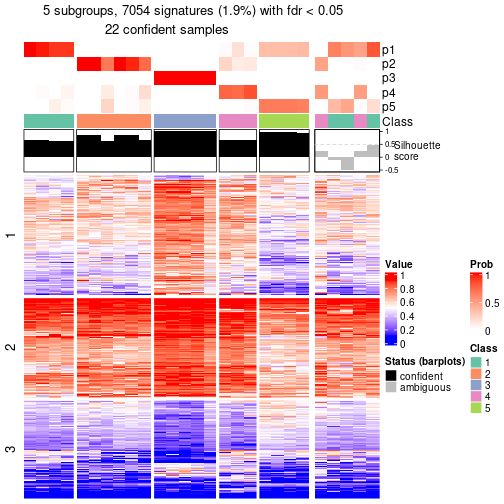 5 subgroups, 7054 signatures (1.9%) with fdr < 0.05
22 confident samples
p1
p2
p3
p4
p5
Class
1
0.5
0
-0.5
Silhouette
score
1
2
3
Value
1
0.8
0.6
0.4
0.2
0
Prob
1
0.5
0
Status (barplots)
confident
ambiguous
Class
1
2
3
4
5